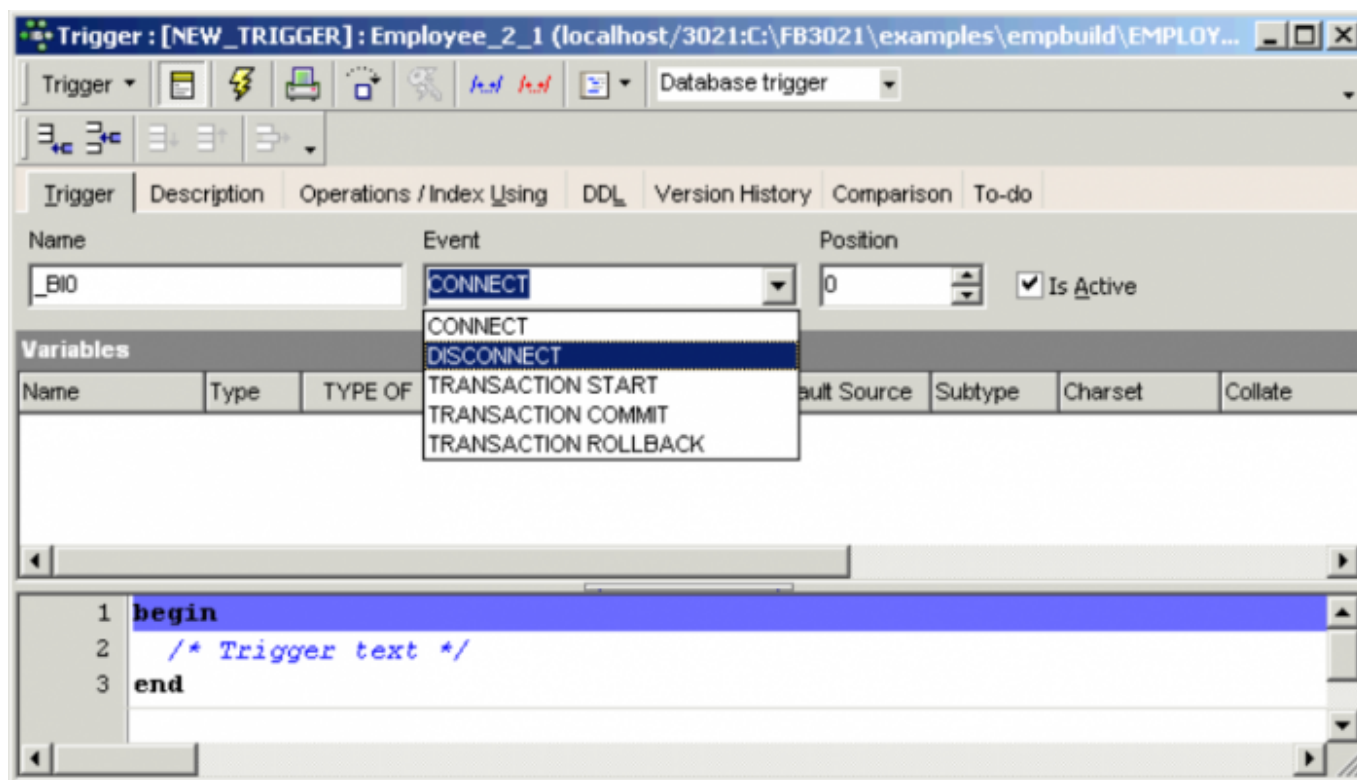 Trigger : [NEW_TRIGGER] : Employee_2_1 (localhost/3021:C:\FB3021\examples\empbuild\EMPLOY...
Trigger Database trigger
Trigger Description Operations / Index Using DDL Version History Comparison To-do
Name Event Position
_BI0 CONNECT 0 Is Active
CONNECT
Variables
DISCONNECT
Name Type TYPE OF TRANSACTION START ault Source Subtype Charset Collate
TRANSACTION COMMIT
TRANSACTION ROLLBACK
1 begin
2 /* Trigger text */
3 end